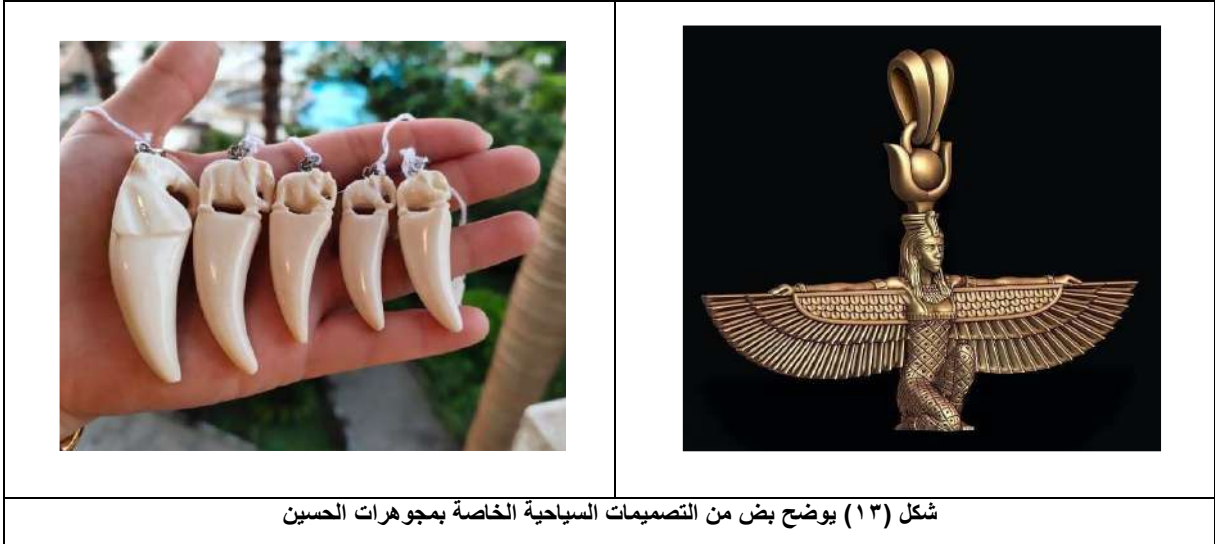 شكل (١٣) يوضح بض من التصميمات السياحية الخاصة بمجوهرات الحسين